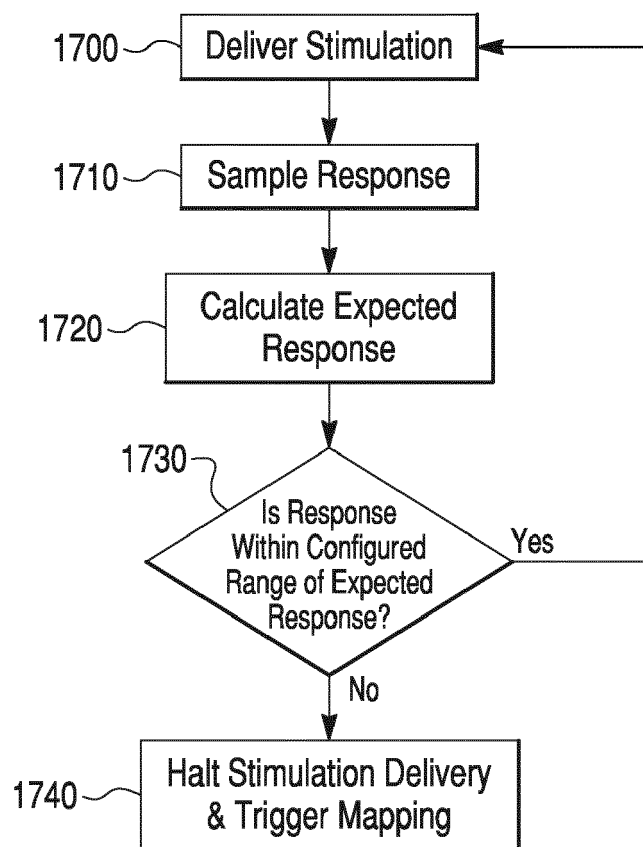 1700
Deliver Stimulation
1710
Sample Response
1720
Calculate Expected
Response
1730
Is Response
Within Configured
Range of Expected
Response?
Yes
No
1740
Halt Stimulation Delivery
& Trigger Mapping